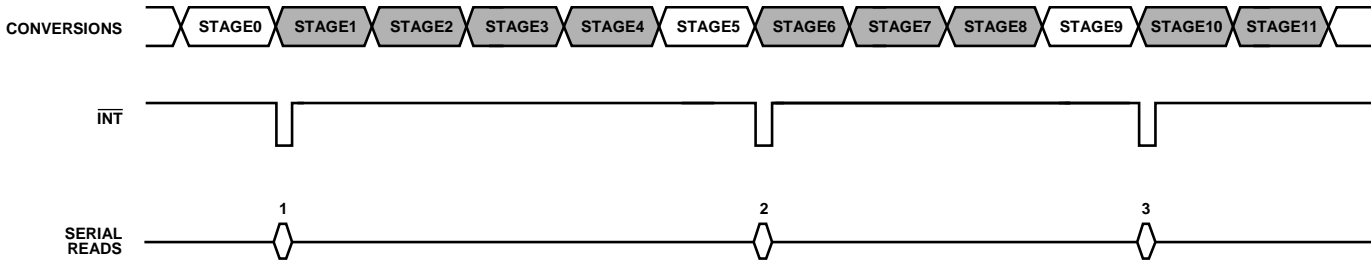 CONVERSIONS
STAGE0 STAGE1 STAGE2 STAGE3 STAGE4 STAGE5 STAGE6 STAGE7 STAGE8 STAGE9 STAGE10 STAGE11
INT
1 2 3
SERIAL
READS